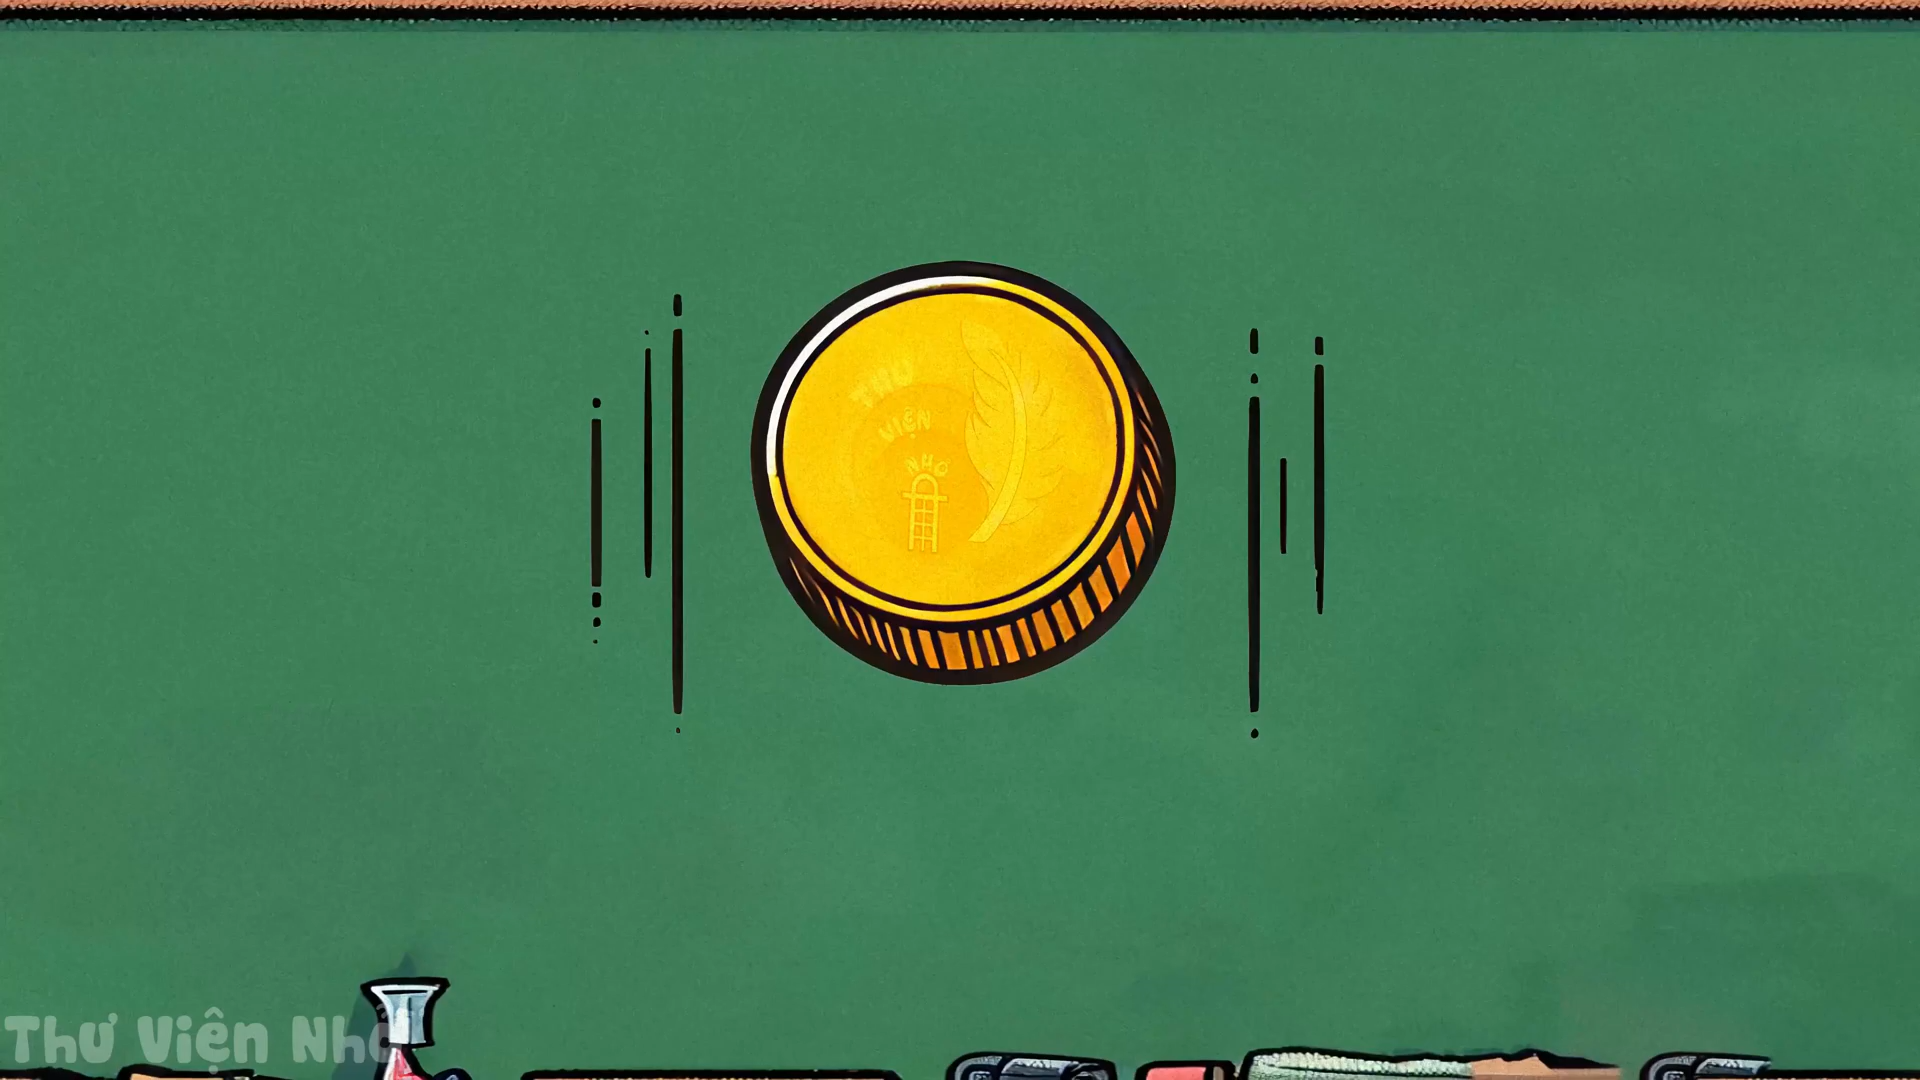 THƯ
VIỆN
NHỎ
Thư Viện Nhỏ